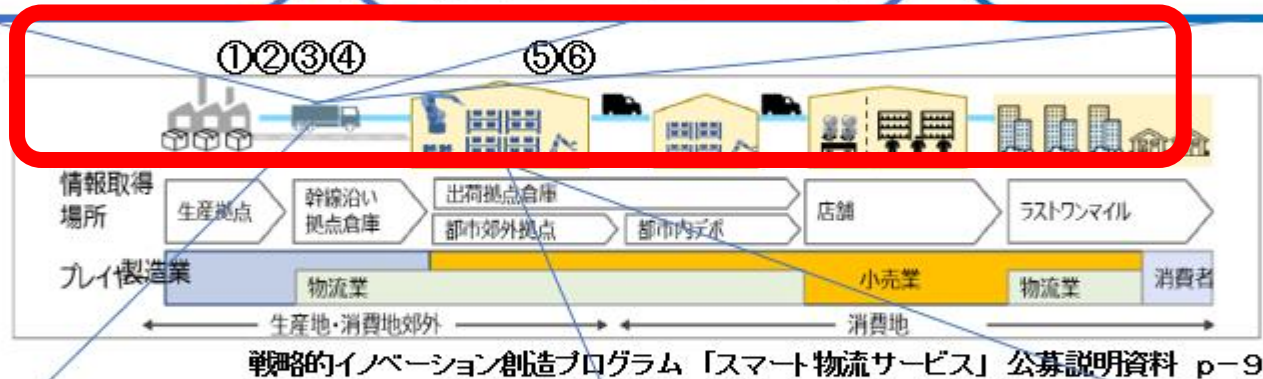 ①②③④ ⑤⑥
情報取得
場所
生産拠点
幹線沿い
拠点倉庫
出荷拠点倉庫
都市郊外拠点
都市内デポ
店舗
ラストワンマイル
プレイヤー
製造業
物流業
小売業
物流業
消費者
生産地・消費地郊外
消費地
戦略的イノベーション創造プログラム 「スマート物流サービス」 公募説明資料 p-9